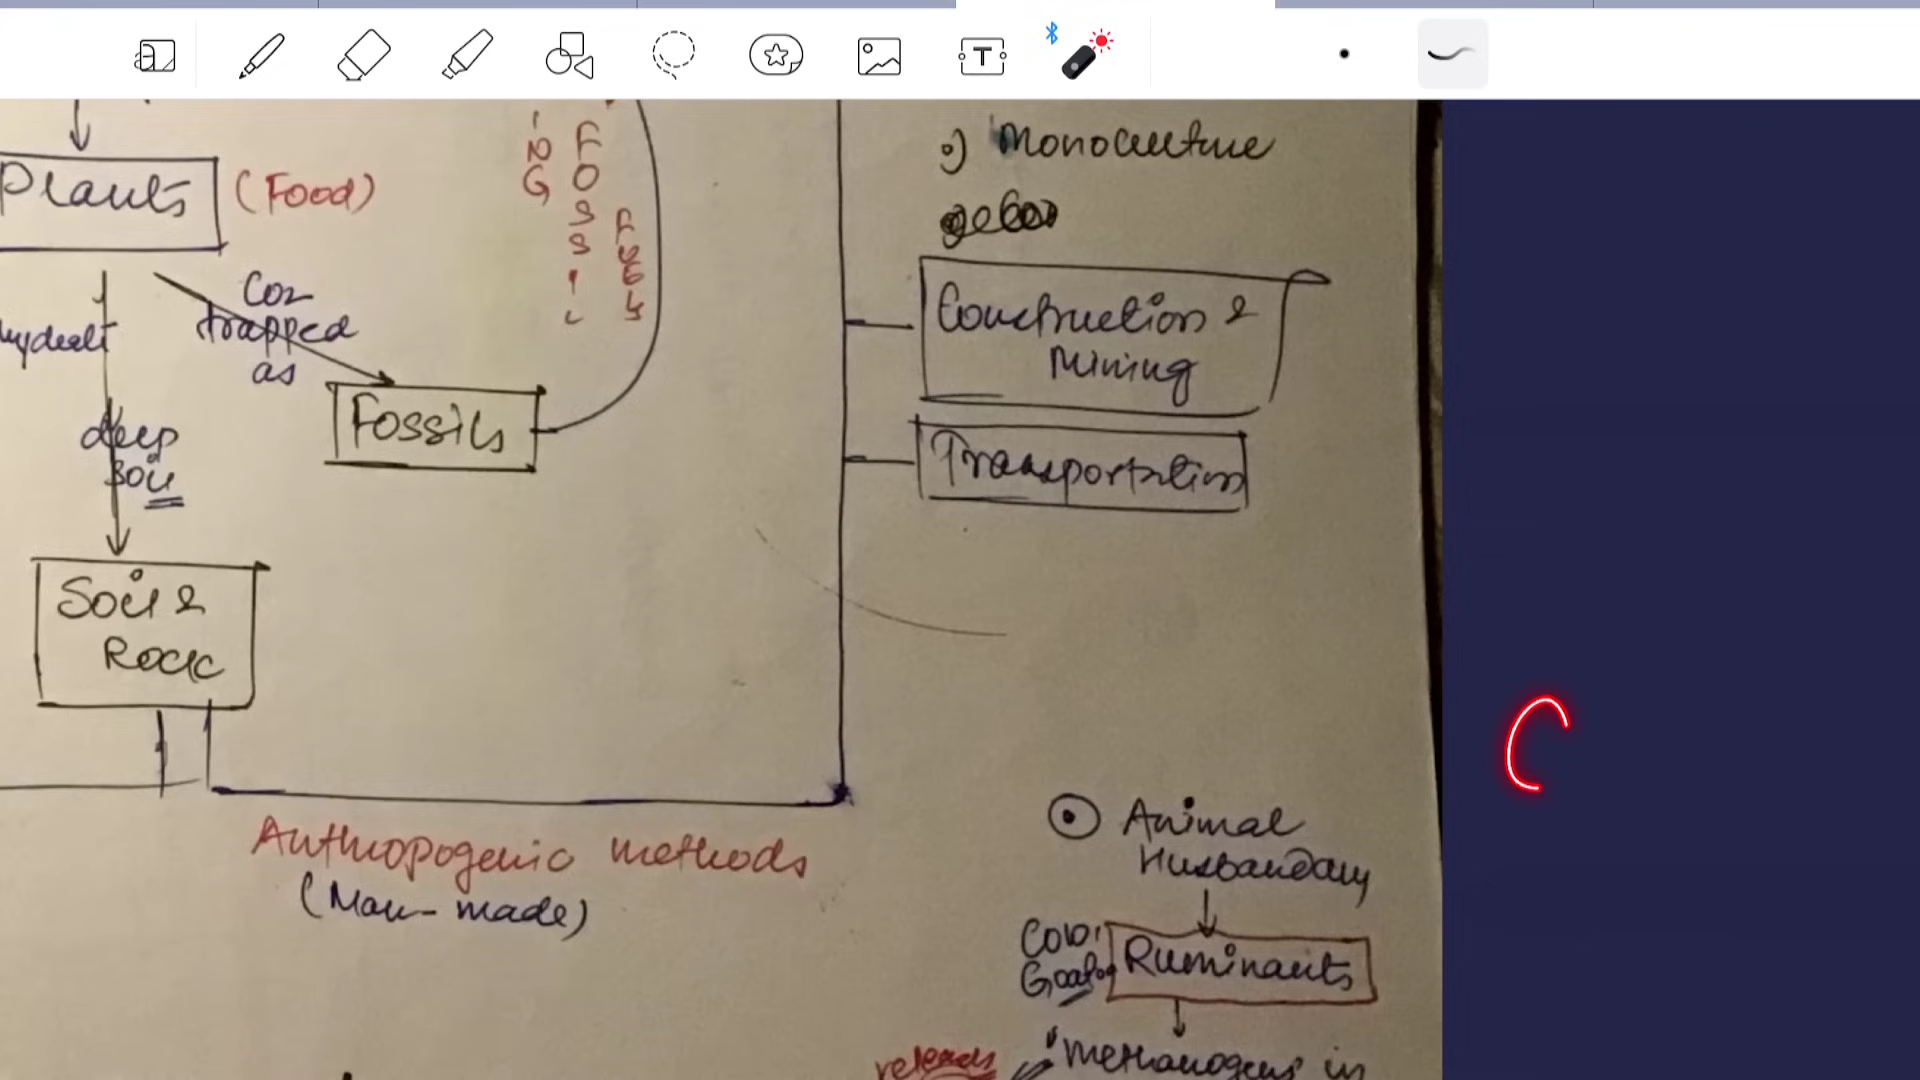 Plants
(Food)
CO2
trapped
as
Fossils
deep
soil
Soil &
Rock
NG
FOSSIL
FUELS
Monoculture
Construction &
Mining
Transportation
Anthropogenic methods
(Man-made)
Animal
Husbandary
Cow,
Goat
Ruminants
releases
"methanogens" in
T